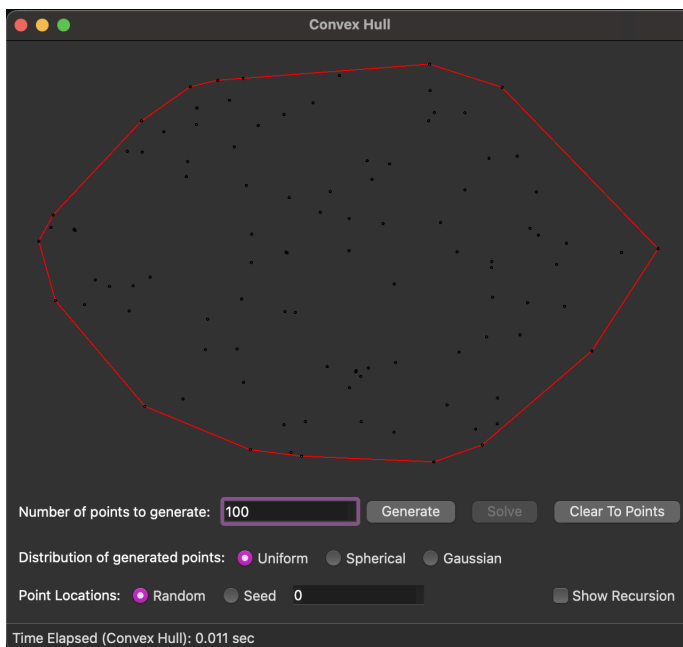 Convex Hull
Number of points to generate: 100 Generate Solve Clear To Points
Distribution of generated points: Uniform Spherical Gaussian
Point Locations: Random Seed 0 Show Recursion
Time Elapsed (Convex Hull): 0.011 sec